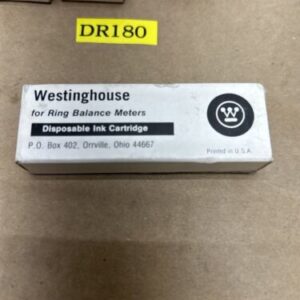 DR180
Westinghouse
for Ring Balance Meters
Disposable Ink Cartridge
P.O. Box 402, Orrville, Ohio 44667
W
Printed in U.S.A.